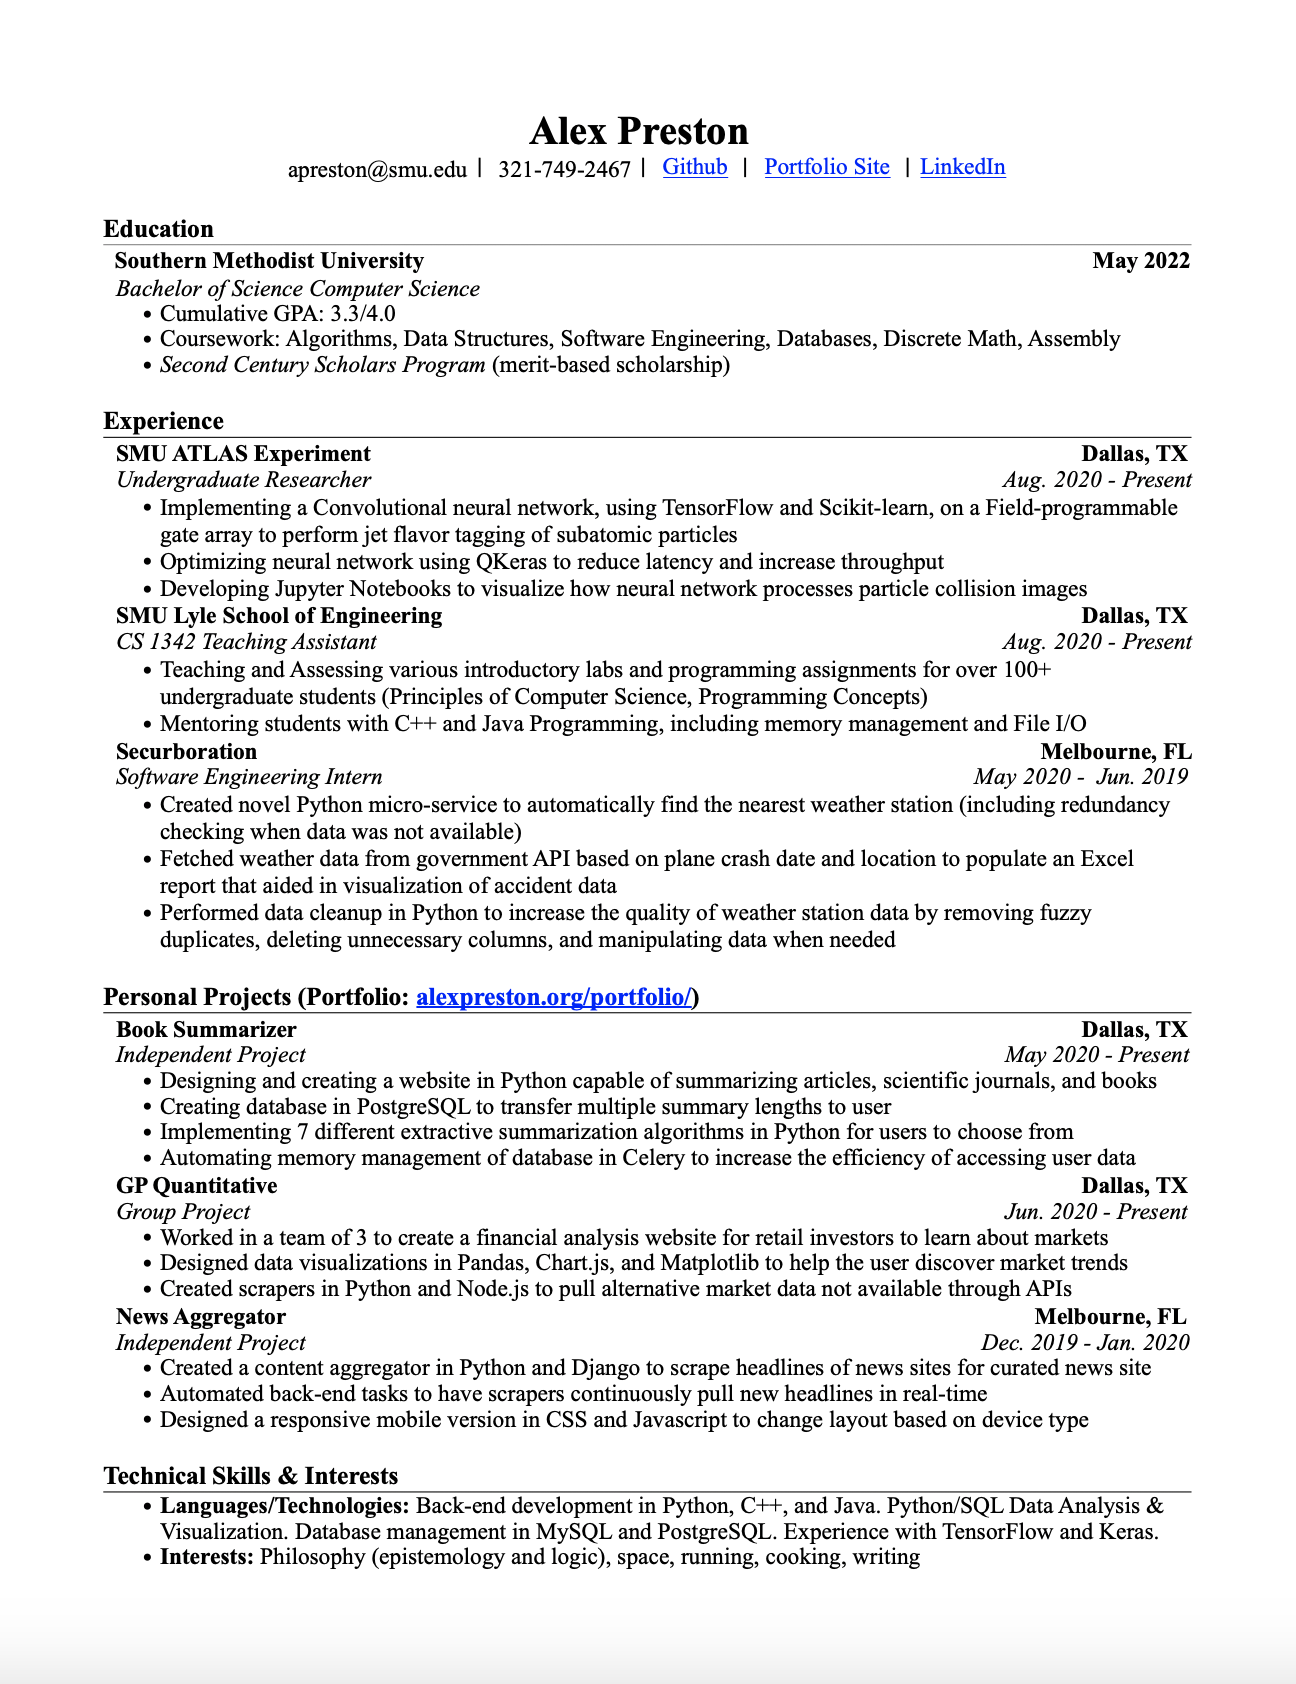 Alex Preston
apreston@smu.edu | 321-749-2467 | Github | Portfolio Site | LinkedIn
Education
Southern Methodist University May 2022
Bachelor of Science Computer Science
• Cumulative GPA: 3.3/4.0
• Coursework: Algorithms, Data Structures, Software Engineering, Databases, Discrete Math, Assembly
• Second Century Scholars Program (merit-based scholarship)
Experience
SMU ATLAS Experiment Dallas, TX
Undergraduate Researcher Aug. 2020 - Present
• Implementing a Convolutional neural network, using TensorFlow and Scikit-learn, on a Field-programmable
gate array to perform jet flavor tagging of subatomic particles
• Optimizing neural network using QKeras to reduce latency and increase throughput
• Developing Jupyter Notebooks to visualize how neural network processes particle collision images
SMU Lyle School of Engineering Dallas, TX
CS 1342 Teaching Assistant Aug. 2020 - Present
• Teaching and Assessing various introductory labs and programming assignments for over 100+
undergraduate students (Principles of Computer Science, Programming Concepts)
• Mentoring students with C++ and Java Programming, including memory management and File I/O
Securboration Melbourne, FL
Software Engineering Intern May 2020 - Jun. 2019
• Created novel Python micro-service to automatically find the nearest weather station (including redundancy
checking when data was not available)
• Fetched weather data from government API based on plane crash date and location to populate an Excel
report that aided in visualization of accident data
• Performed data cleanup in Python to increase the quality of weather station data by removing fuzzy
duplicates, deleting unnecessary columns, and manipulating data when needed
Personal Projects (Portfolio: alexpreston.org/portfolio/)
Book Summarizer Dallas, TX
Independent Project May 2020 - Present
• Designing and creating a website in Python capable of summarizing articles, scientific journals, and books
• Creating database in PostgreSQL to transfer multiple summary lengths to user
• Implementing 7 different extractive summarization algorithms in Python for users to choose from
• Automating memory management of database in Celery to increase the efficiency of accessing user data
GP Quantitative Dallas, TX
Group Project Jun. 2020 - Present
• Worked in a team of 3 to create a financial analysis website for retail investors to learn about markets
• Designed data visualizations in Pandas, Chart.js, and Matplotlib to help the user discover market trends
• Created scrapers in Python and Node.js to pull alternative market data not available through APIs
News Aggregator Melbourne, FL
Independent Project Dec. 2019 - Jan. 2020
• Created a content aggregator in Python and Django to scrape headlines of news sites for curated news site
• Automated back-end tasks to have scrapers continuously pull new headlines in real-time
• Designed a responsive mobile version in CSS and Javascript to change layout based on device type
Technical Skills & Interests
• Languages/Technologies: Back-end development in Python, C++, and Java. Python/SQL Data Analysis &
Visualization. Database management in MySQL and PostgreSQL. Experience with TensorFlow and Keras.
• Interests: Philosophy (epistemology and logic), space, running, cooking, writing